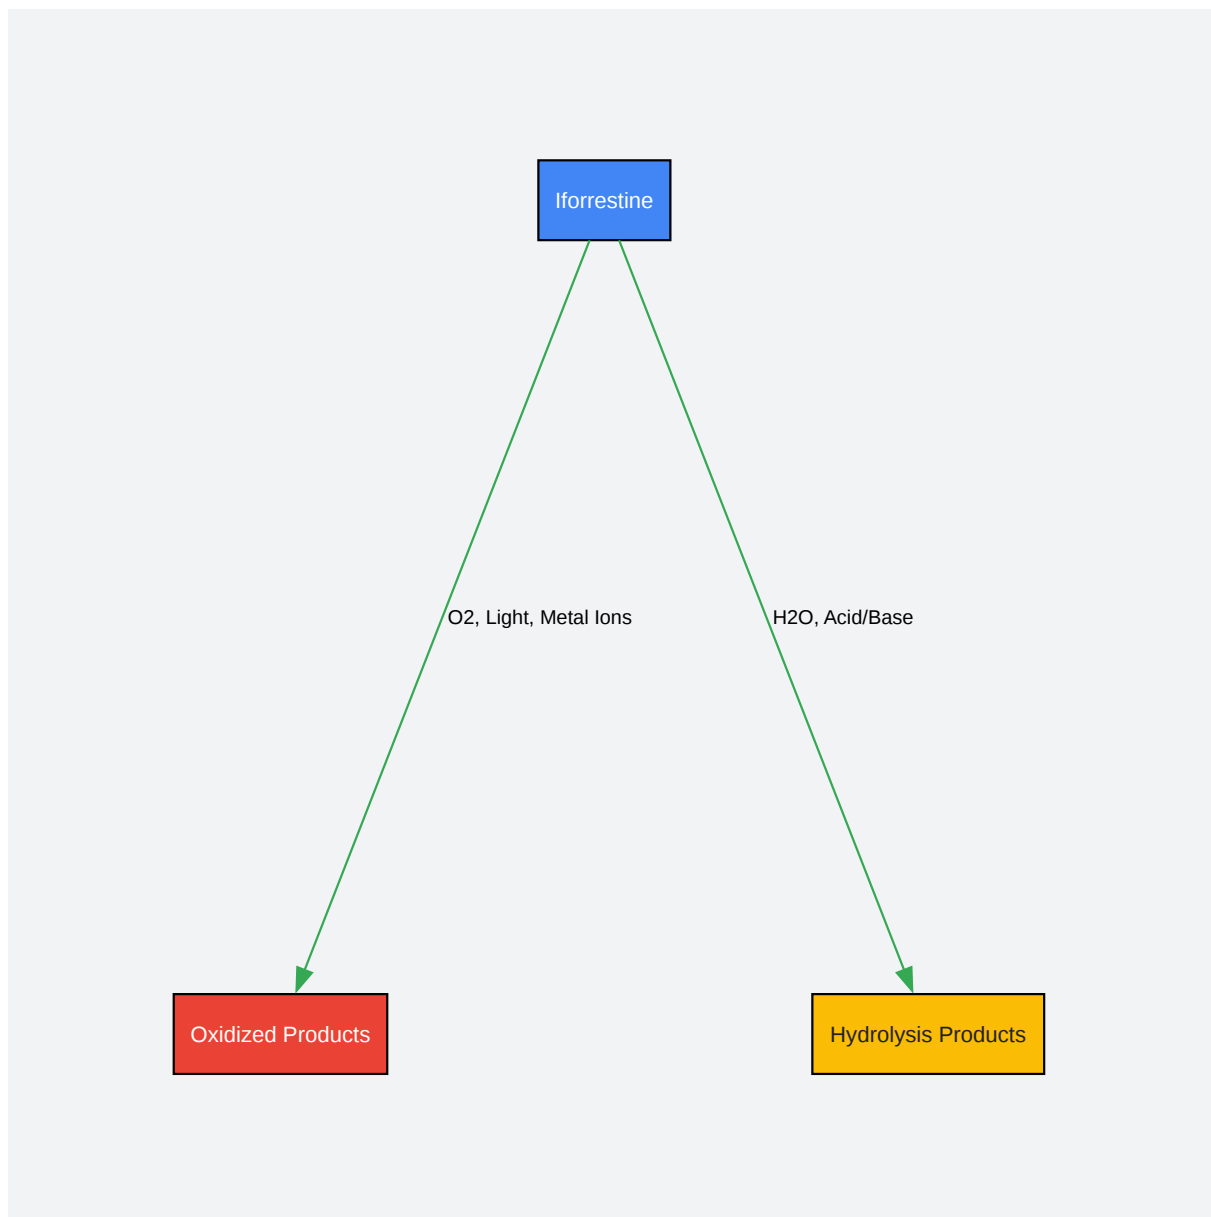 Iforrestine
O2, Light, Metal Ions
H2O, Acid/Base
Oxidized Products
Hydrolysis Products